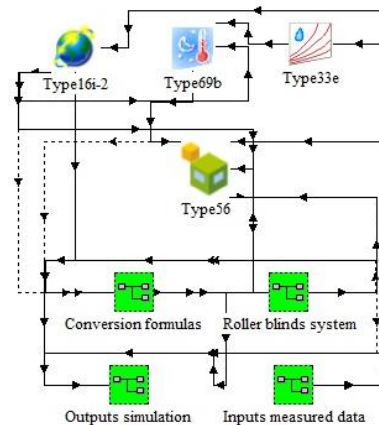 Type16i-2
Type69b
Type33e
Type56
Conversion formulas
Roller blinds system
Outputs simulation
Inputs measured data